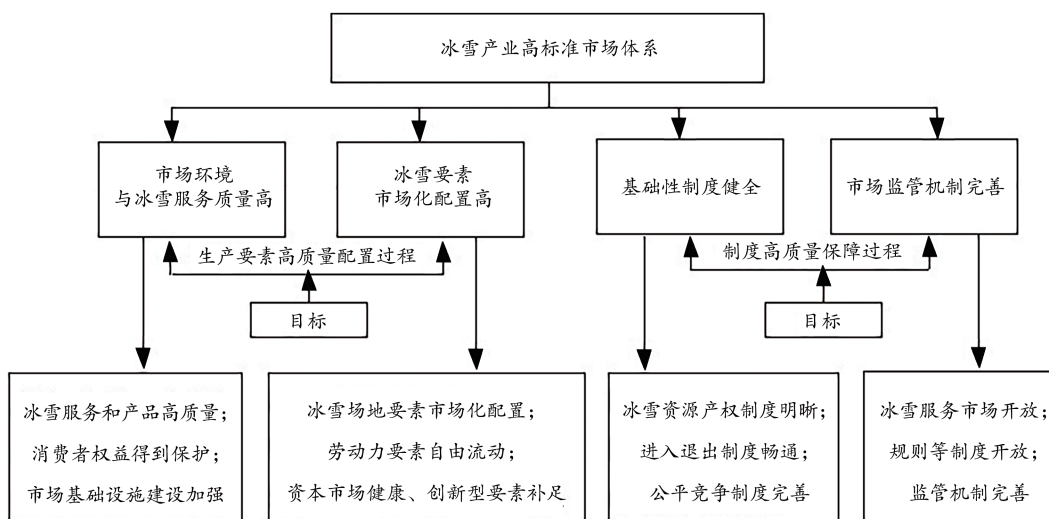 冰雪产业高标准市场体系
市场环境
与冰雪服务质量高
冰雪要素
市场化配置高
基础性制度健全
市场监管机制完善
生产要素高质量配置过程
制度高质量保障过程
目标
目标
冰雪服务和产品高质量；
消费者权益得到保护；
市场基础设施建设加强
冰雪场地要素市场化配置；
劳动力要素自由流动；
资本市场健康、创新型要素补足
冰雪资源产权制度明晰；
进入退出制度畅通；
公平竞争制度完善
冰雪服务市场开放；
规则等制度开放；
监管机制完善